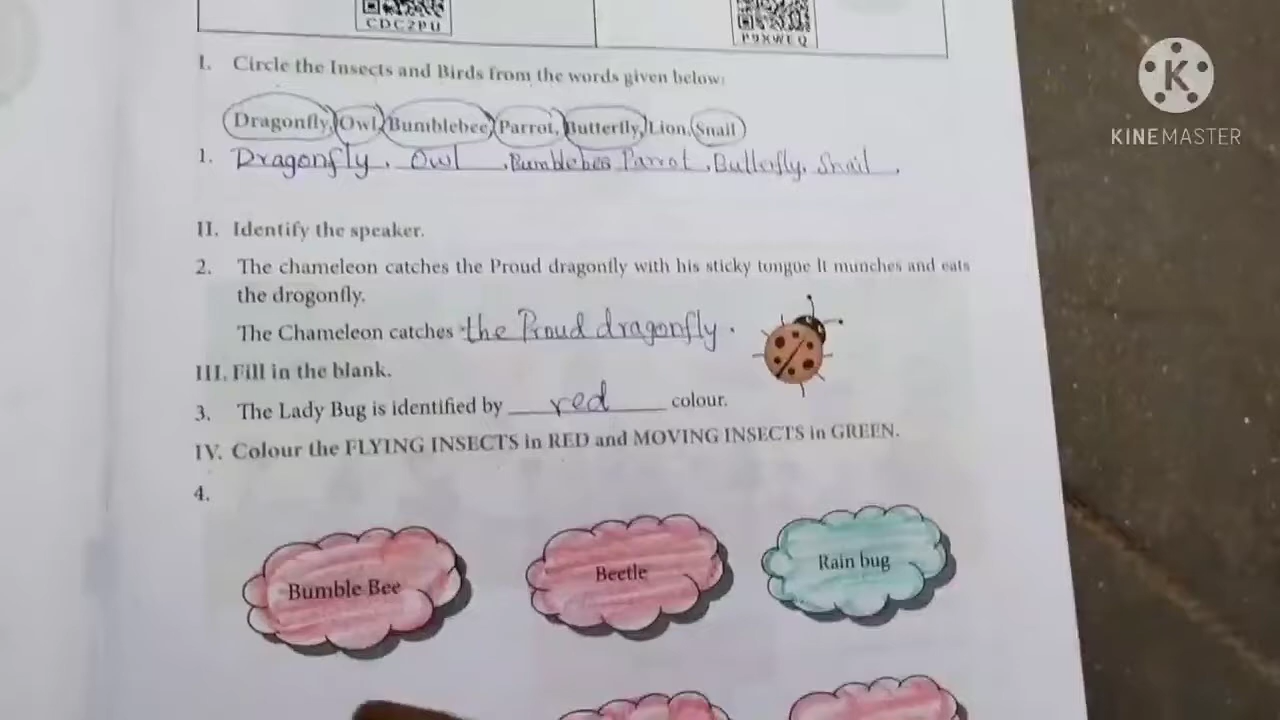 CDC2PU
P9XWEQ
K
KINEMASTER
I. Circle the Insects and Birds from the words given below:
Dragonfly, Owl, Bumblebee, Parrot, Butterfly, Lion, Snail
1. Dragonfly, Owl, Bumblebee Parrot, Butterfly, Snail.
II. Identify the speaker.
2. The chameleon catches the Proud dragonfly with his sticky tongue It munches and eats
the drogonfly.
The Chameleon catches the Proud dragonfly.
III. Fill in the blank.
3. The Lady Bug is identified by red colour.
IV. Colour the FLYING INSECTS in RED and MOVING INSECTS in GREEN.
4.
Bumble Bee
Beetle
Rain bug